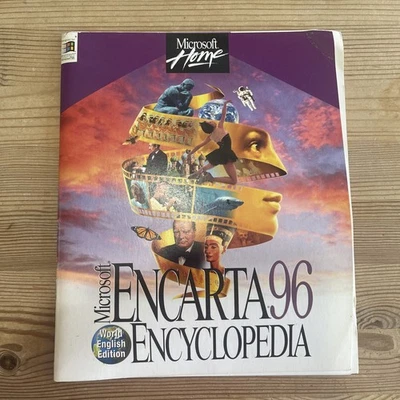 Microsoft
Home
Microsoft
ENCARTA 96
ENCYCLOPEDIA
World
English
Edition